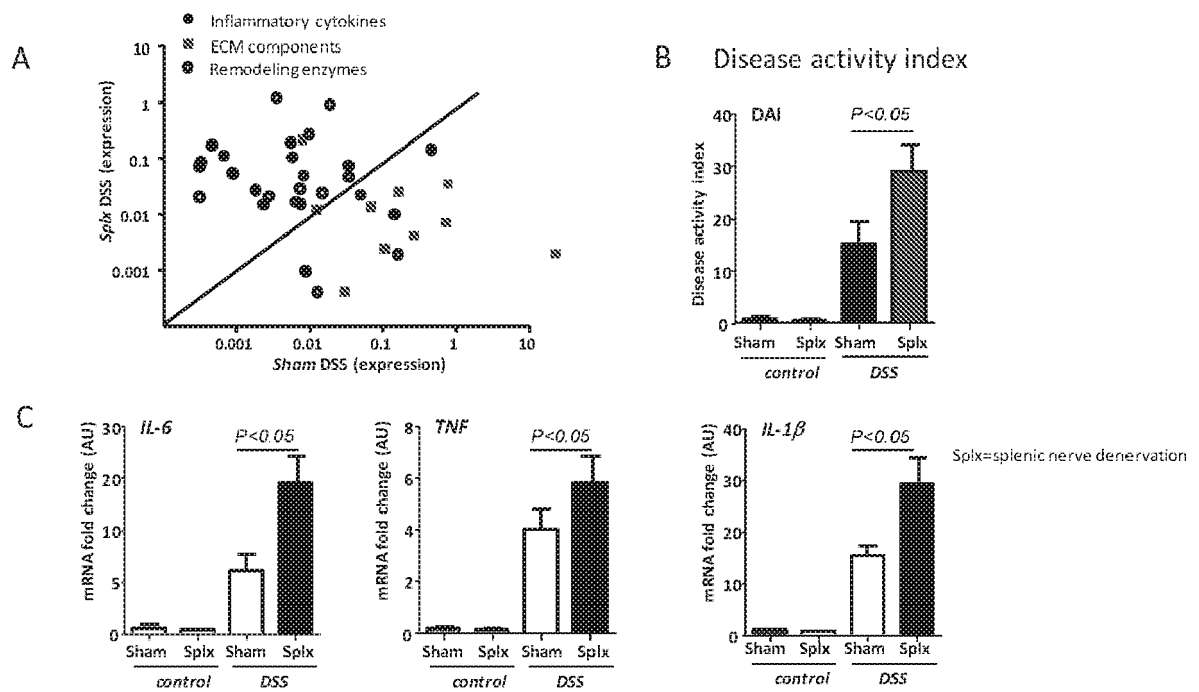 A
Inflammatory cytokines
ECM components
Remodeling enzymes
Splx DSS (expression)
10
1
0.1
0.01
0.001
0.001 0.01 0.1 1 10
Sham DSS (expression)
B Disease activity index
DAI
P<0.05
Disease activity index
40
30
20
10
0
Sham Splx Sham Splx
control DSS
C
IL-6
P<0.05
mRNA fold change (AU)
30
20
10
5
0
Sham Splx Sham Splx
control DSS
TNF
P<0.05
mRNA fold change (AU)
8
6
4
2
0
Sham Splx Sham Splx
control DSS
IL-1β
P<0.05
mRNA fold change (AU)
40
30
20
10
0
Sham Splx Sham Splx
control DSS
Splx=splenic nerve denervation